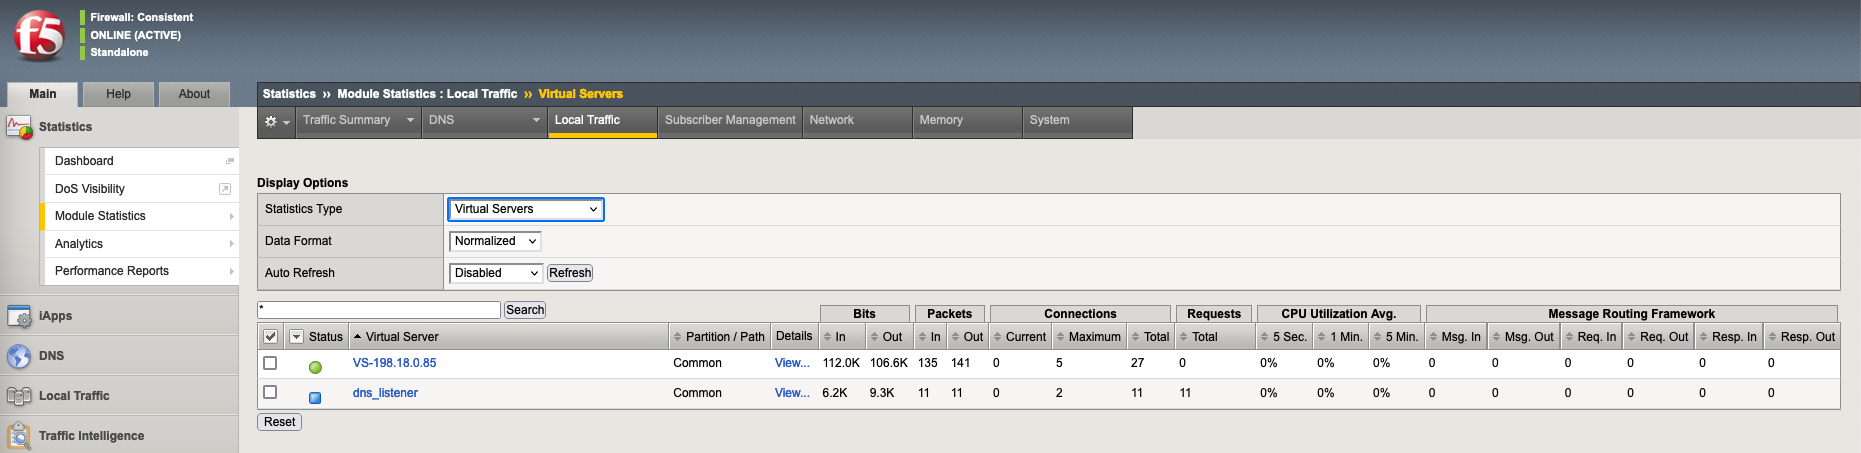 f5
Firewall: Consistent
ONLINE (ACTIVE)
Standalone
Main Help About
Statistics ›› Module Statistics : Local Traffic ›› Virtual Servers
Traffic Summary DNS Local Traffic Subscriber Management Network Memory System
Statistics
Dashboard
DoS Visibility
Module Statistics
Analytics
Performance Reports
iApps
DNS
Local Traffic
Traffic Intelligence
Display Options
Statistics Type Virtual Servers
Data Format Normalized
Auto Refresh Disabled Refresh
* Search
Bits Packets Connections Requests CPU Utilization Avg. Message Routing Framework
Status Virtual Server Partition / Path Details In Out In Out Current Maximum Total Total 5 Sec. 1 Min. 5 Min. Msg. In Msg. Out Req. In Req. Out Resp. In Resp. Out
VS-198.18.0.85 Common View... 112.0K 106.6K 135 141 0 5 27 0 0% 0% 0% 0 0 0 0 0 0
dns_listener Common View... 6.2K 9.3K 11 11 0 2 11 11 0% 0% 0% 0 0 0 0 0 0
Reset